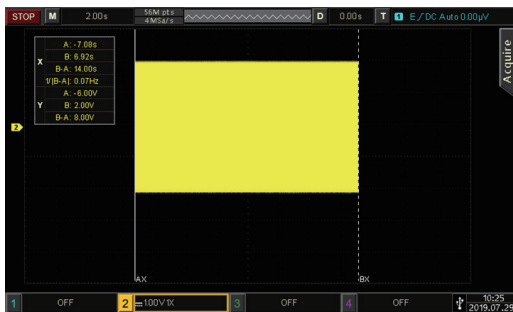 STOP M 2.00s 56M pts 4MSa/s D 0.00s T 1 E / DC Auto 0.00μV
Acquire
X
A: -7.08s
B: 6.92s
B-A: 14.00s
1/|B-A|: 0.07Hz
Y
A: -6.00V
B: 2.00V
B-A: 8.00V
2
AX BX
1 OFF 2 1.00V 1X 3 OFF 4 OFF 10:25
2019.07.29